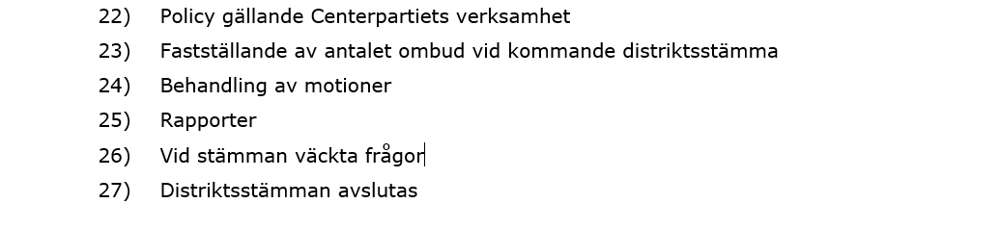 22) Policy gällande Centerpartiets verksamhet
23) Fastställande av antalet ombud vid kommande distriktsstämma
24) Behandling av motioner
25) Rapporter
26) Vid stämman väckta frågor
27) Distriktsstämman avslutas